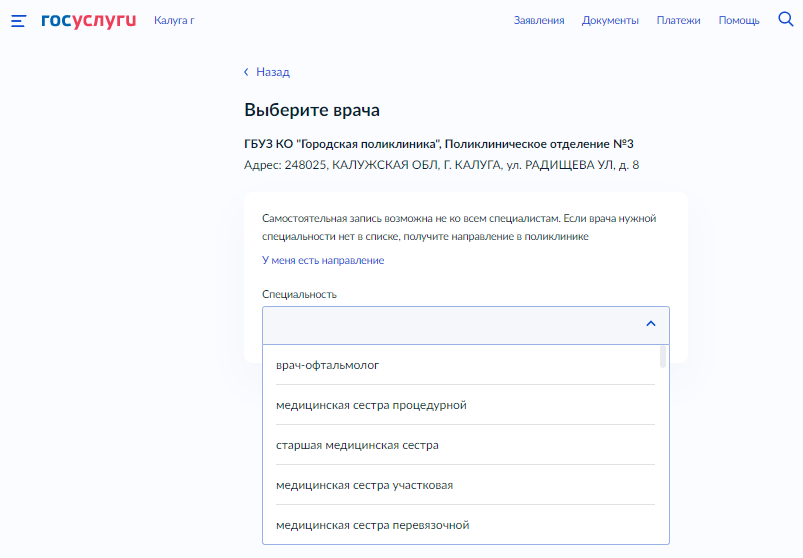 госуслуги
Калуга г
Заявления
Документы
Платежи
Помощь
Назад
Выберите врача
ГБУЗ КО "Городская поликлиника", Поликлиническое отделение №3
Адрес: 248025, КАЛУЖСКАЯ ОБЛ, Г. КАЛУГА, ул. РАДИЩЕВА УЛ, д. 8
Самостоятельная запись возможна не ко всем специалистам. Если врача нужной
специальности нет в списке, получите направление в поликлинике
У меня есть направление
Специальность
врач-офтальмолог
медицинская сестра процедурной
старшая медицинская сестра
медицинская сестра участковая
медицинская сестра перевязочной